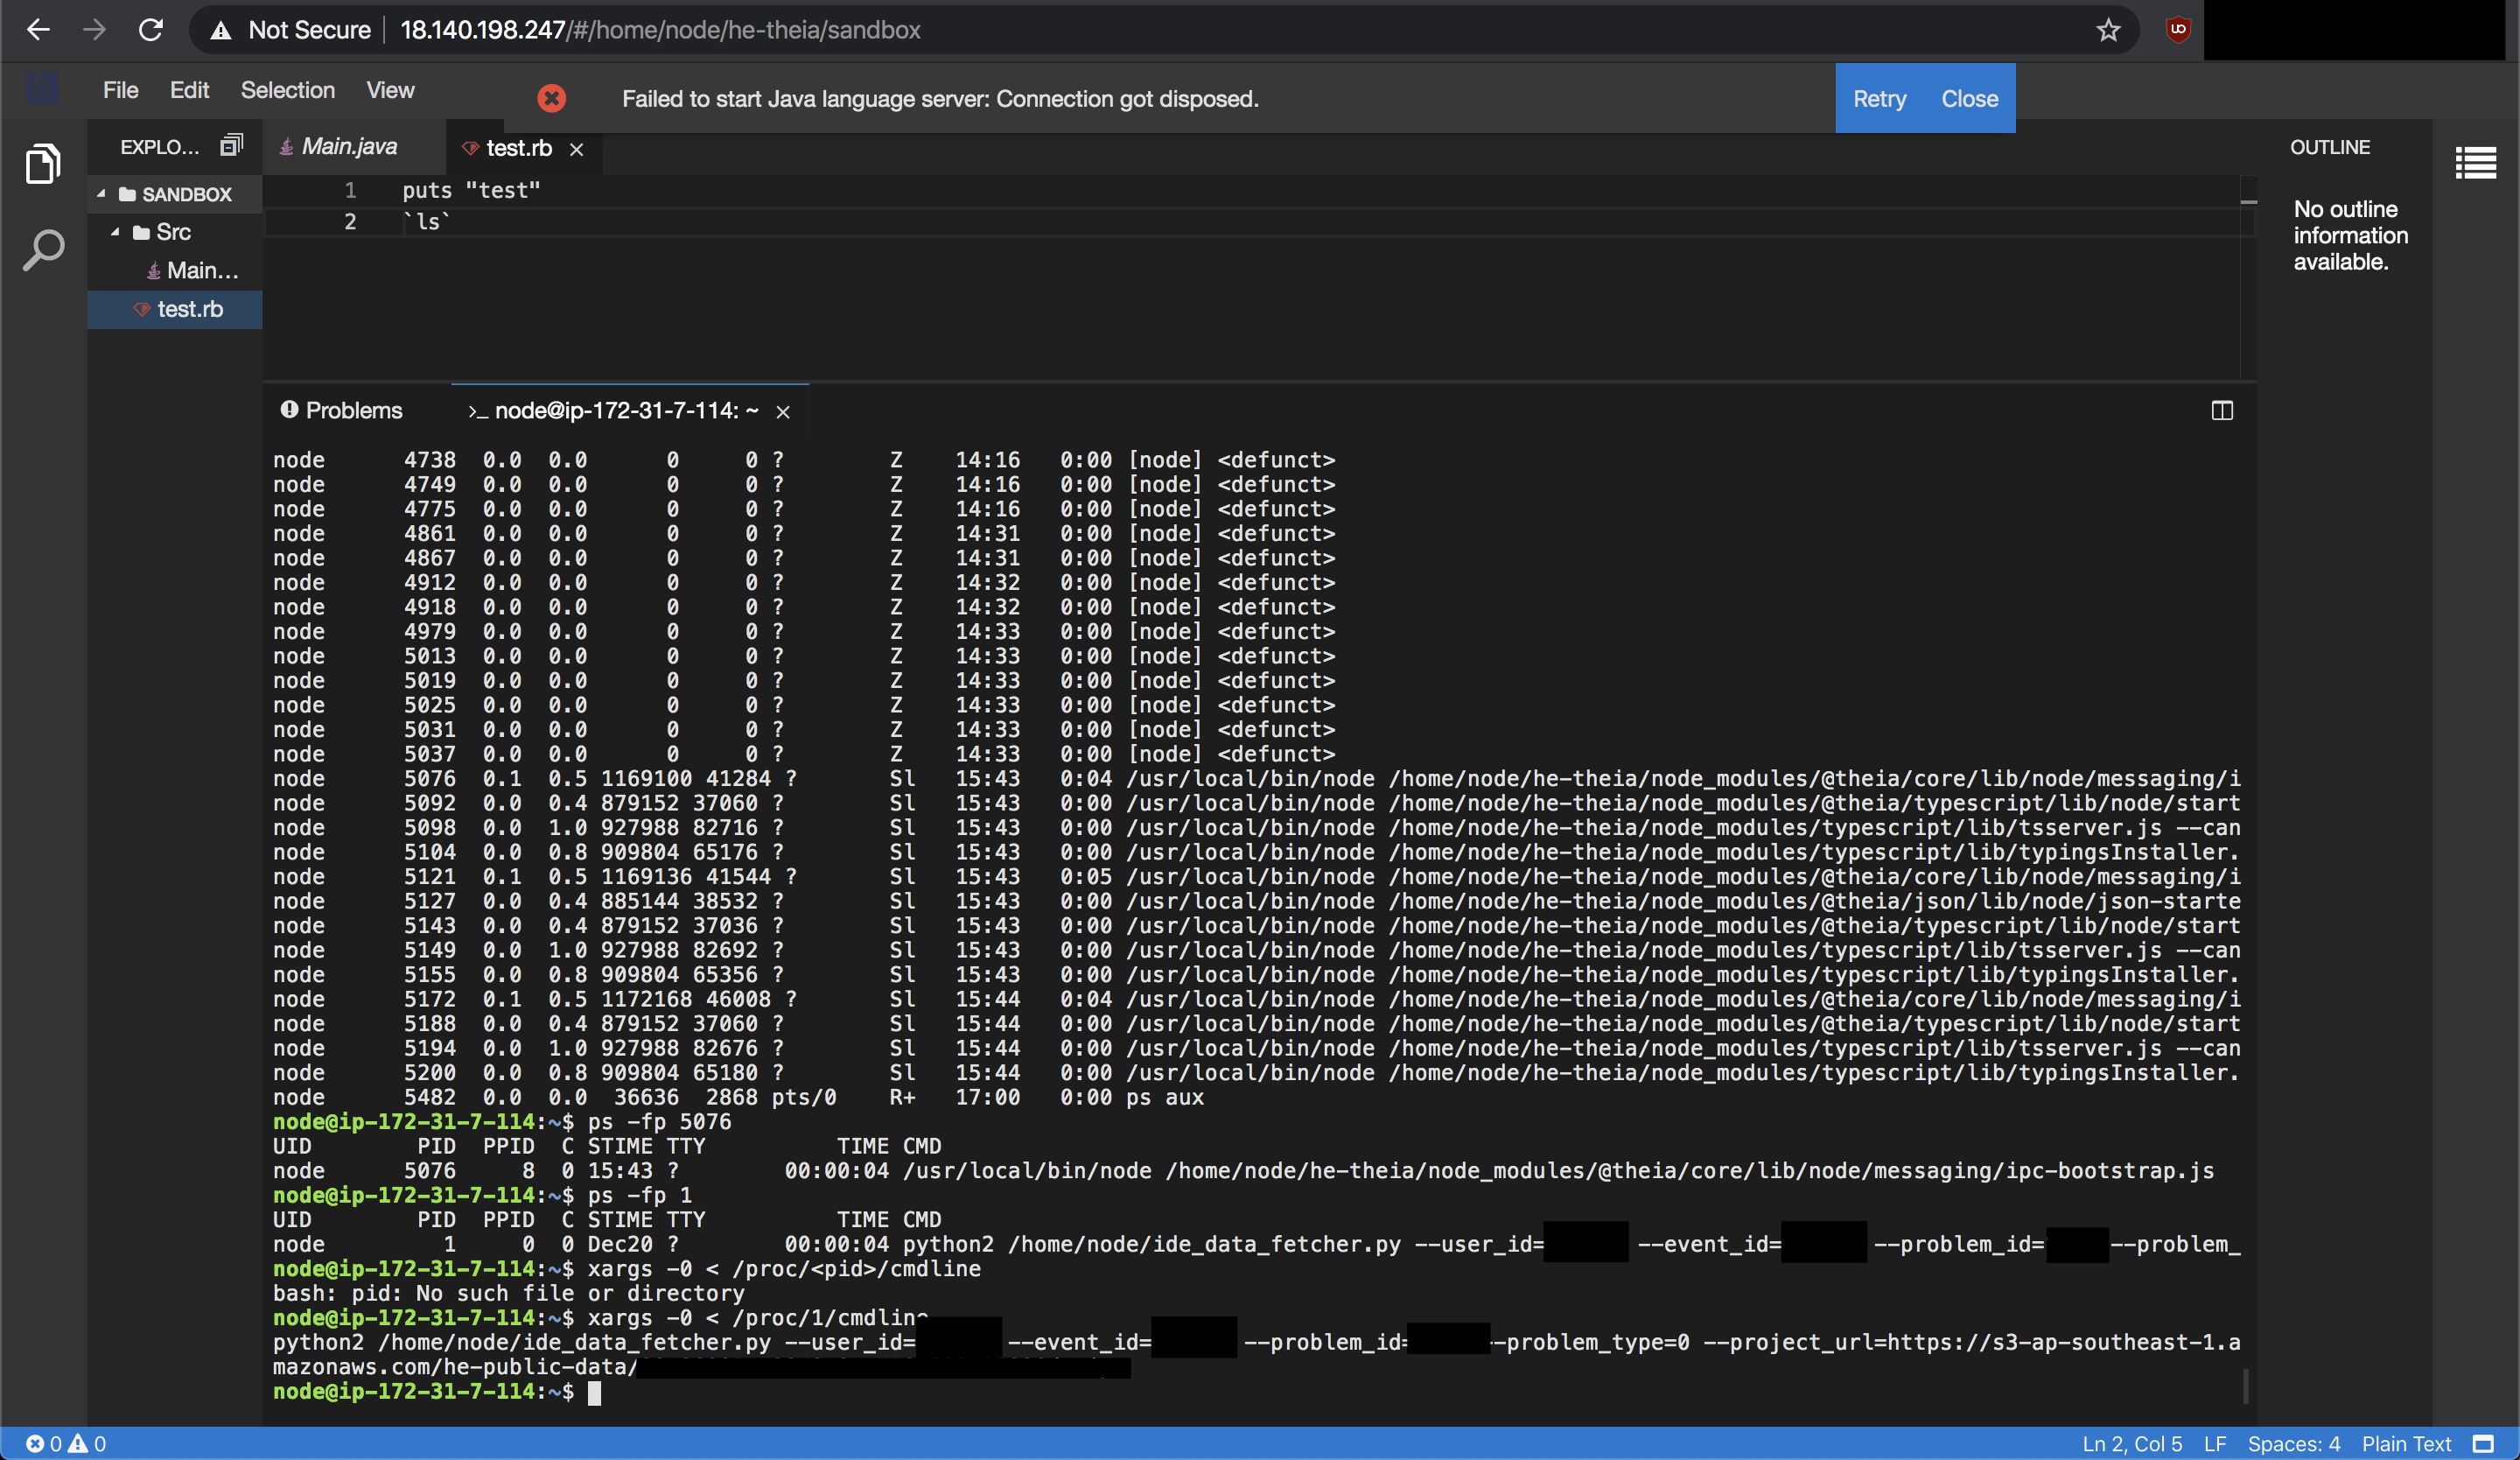 Not Secure 18.140.198.247/#/home/node/he-theia/sandbox
File Edit Selection View
Failed to start Java language server: Connection got disposed.
Retry Close
EXPLO...
Main.java
test.rb
OUTLINE
SANDBOX
Src
Main...
test.rb
1 puts "test"
2 `ls`
No outline
information
available.
Problems
>_ node@ip-172-31-7-114: ~
node 4738 0.0 0.0 0 0 ? Z 14:16 0:00 [node] <defunct>
node 4749 0.0 0.0 0 0 ? Z 14:16 0:00 [node] <defunct>
node 4775 0.0 0.0 0 0 ? Z 14:16 0:00 [node] <defunct>
node 4861 0.0 0.0 0 0 ? Z 14:31 0:00 [node] <defunct>
node 4867 0.0 0.0 0 0 ? Z 14:31 0:00 [node] <defunct>
node 4912 0.0 0.0 0 0 ? Z 14:32 0:00 [node] <defunct>
node 4918 0.0 0.0 0 0 ? Z 14:32 0:00 [node] <defunct>
node 4979 0.0 0.0 0 0 ? Z 14:33 0:00 [node] <defunct>
node 5013 0.0 0.0 0 0 ? Z 14:33 0:00 [node] <defunct>
node 5019 0.0 0.0 0 0 ? Z 14:33 0:00 [node] <defunct>
node 5025 0.0 0.0 0 0 ? Z 14:33 0:00 [node] <defunct>
node 5031 0.0 0.0 0 0 ? Z 14:33 0:00 [node] <defunct>
node 5037 0.0 0.0 0 0 ? Z 14:33 0:00 [node] <defunct>
node 5076 0.1 0.5 1169100 41284 ? Sl 15:43 0:04 /usr/local/bin/node /home/node/he-theia/node_modules/@theia/core/lib/node/messaging/i
node 5092 0.0 0.4 879152 37060 ? Sl 15:43 0:00 /usr/local/bin/node /home/node/he-theia/node_modules/@theia/typescript/lib/node/start
node 5098 0.0 1.0 927988 82716 ? Sl 15:43 0:00 /usr/local/bin/node /home/node/he-theia/node_modules/typescript/lib/tsserver.js --can
node 5104 0.0 0.8 909804 65176 ? Sl 15:43 0:00 /usr/local/bin/node /home/node/he-theia/node_modules/typescript/lib/typingsInstaller.
node 5121 0.1 0.5 1169136 41544 ? Sl 15:43 0:05 /usr/local/bin/node /home/node/he-theia/node_modules/@theia/core/lib/node/messaging/i
node 5127 0.0 0.4 885144 38532 ? Sl 15:43 0:00 /usr/local/bin/node /home/node/he-theia/node_modules/@theia/json/lib/node/json-starte
node 5143 0.0 0.4 879152 37036 ? Sl 15:43 0:00 /usr/local/bin/node /home/node/he-theia/node_modules/@theia/typescript/lib/node/start
node 5149 0.0 1.0 927988 82692 ? Sl 15:43 0:00 /usr/local/bin/node /home/node/he-theia/node_modules/typescript/lib/tsserver.js --can
node 5155 0.0 0.8 909804 65356 ? Sl 15:43 0:00 /usr/local/bin/node /home/node/he-theia/node_modules/typescript/lib/typingsInstaller.
node 5172 0.1 0.5 1172168 46008 ? Sl 15:44 0:04 /usr/local/bin/node /home/node/he-theia/node_modules/@theia/core/lib/node/messaging/i
node 5188 0.0 0.4 879152 37060 ? Sl 15:44 0:00 /usr/local/bin/node /home/node/he-theia/node_modules/@theia/typescript/lib/node/start
node 5194 0.0 1.0 927988 82676 ? Sl 15:44 0:00 /usr/local/bin/node /home/node/he-theia/node_modules/typescript/lib/tsserver.js --can
node 5200 0.0 0.8 909804 65180 ? Sl 15:44 0:00 /usr/local/bin/node /home/node/he-theia/node_modules/typescript/lib/typingsInstaller.
node 5482 0.0 0.0 36636 2868 pts/0 R+ 17:00 0:00 ps aux
node@ip-172-31-7-114:~$ ps -fp 5076
UID PID PPID C STIME TTY TIME CMD
node 5076 8 0 15:43 ? 00:00:04 /usr/local/bin/node /home/node/he-theia/node_modules/@theia/core/lib/node/messaging/ipc-bootstrap.js
node@ip-172-31-7-114:~$ ps -fp 1
UID PID PPID C STIME TTY TIME CMD
node 1 0 0 Dec20 ? 00:00:04 python2 /home/node/ide_data_fetcher.py --user_id= --event_id= --problem_id= --problem_
node@ip-172-31-7-114:~$ xargs -0 < /proc/<pid>/cmdline
bash: pid: No such file or directory
node@ip-172-31-7-114:~$ xargs -0 < /proc/1/cmdline
python2 /home/node/ide_data_fetcher.py --user_id= --event_id= --problem_id= --problem_type=0 --project_url=https://s3-ap-southeast-1.a
mazonaws.com/he-public-data/
node@ip-172-31-7-114:~$
0 0
Ln 2, Col 5 LF Spaces: 4 Plain Text